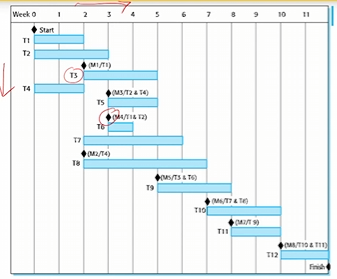 Week 0 1 2 3 4 5 6 7 8 9 10 11
Start
T1
T2
(M1/T1)
T3
T4
(M3/T2 & T4)
T5
(M4/T1& T2)
T6
T7
(M2/T4)
T8
(M5/T3 & T6)
T9
(M6/T7 & T8)
T10
(M7/T 9)
T11
(M8/T10 & T11)
T12
Finish